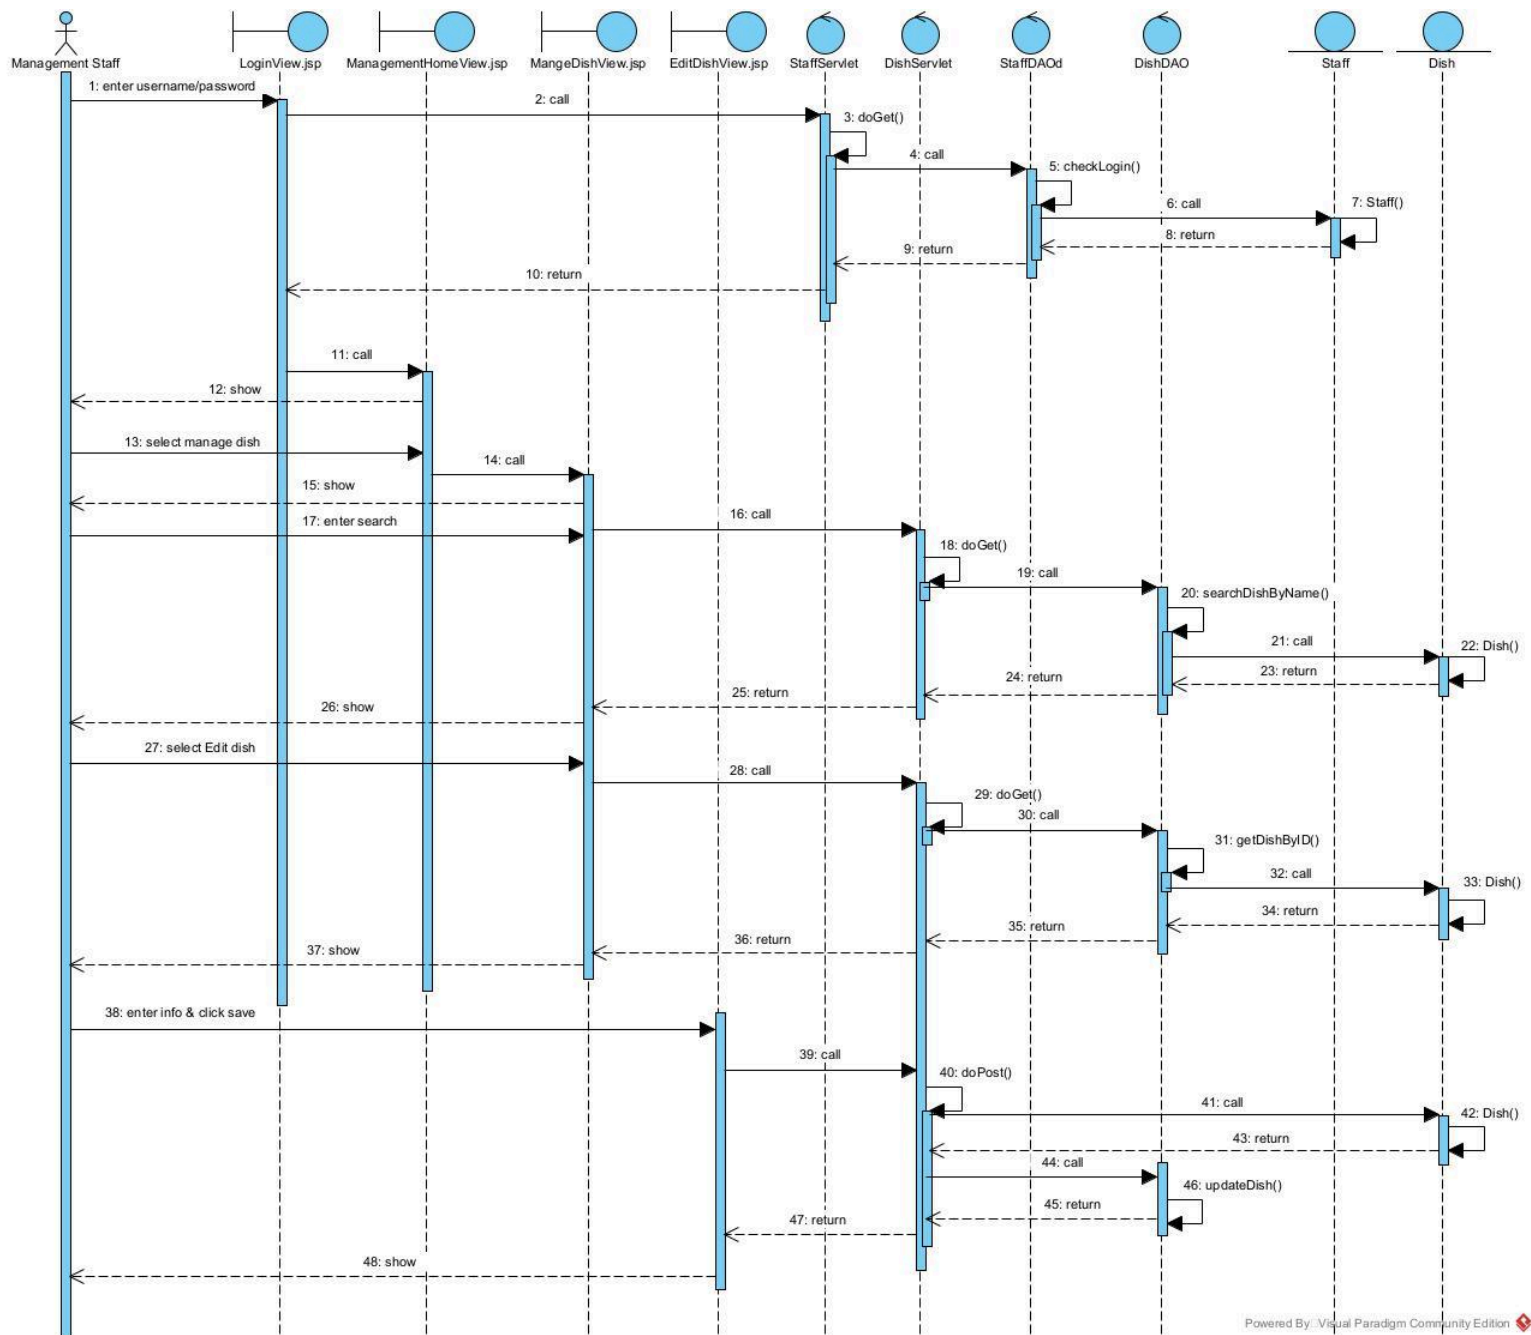 Management Staff
LoginView.jsp
ManagementHomeView.jsp
MangeDishView.jsp
EditDishView.jsp
StaffServlet
DishServlet
StaffDAOd
DishDAO
Staff
Dish
1: enter username/password
2: call
3: doGet()
4: call
5: checkLogin()
6: call
7: Staff()
8: return
9: return
10: return
11: call
12: show
13: select manage dish
14: call
15: show
16: call
17: enter search
18: doGet()
19: call
20: searchDishByName()
21: call
22: Dish()
23: return
24: return
25: return
26: show
27: select Edit dish
28: call
29: doGet()
30: call
31: getDishByID()
32: call
33: Dish()
34: return
35: return
36: return
37: show
38: enter info & click save
39: call
40: doPost()
41: call
42: Dish()
43: return
44: call
46: updateDish()
45: return
47: return
48: show
Powered By Visual Paradigm Community Edition